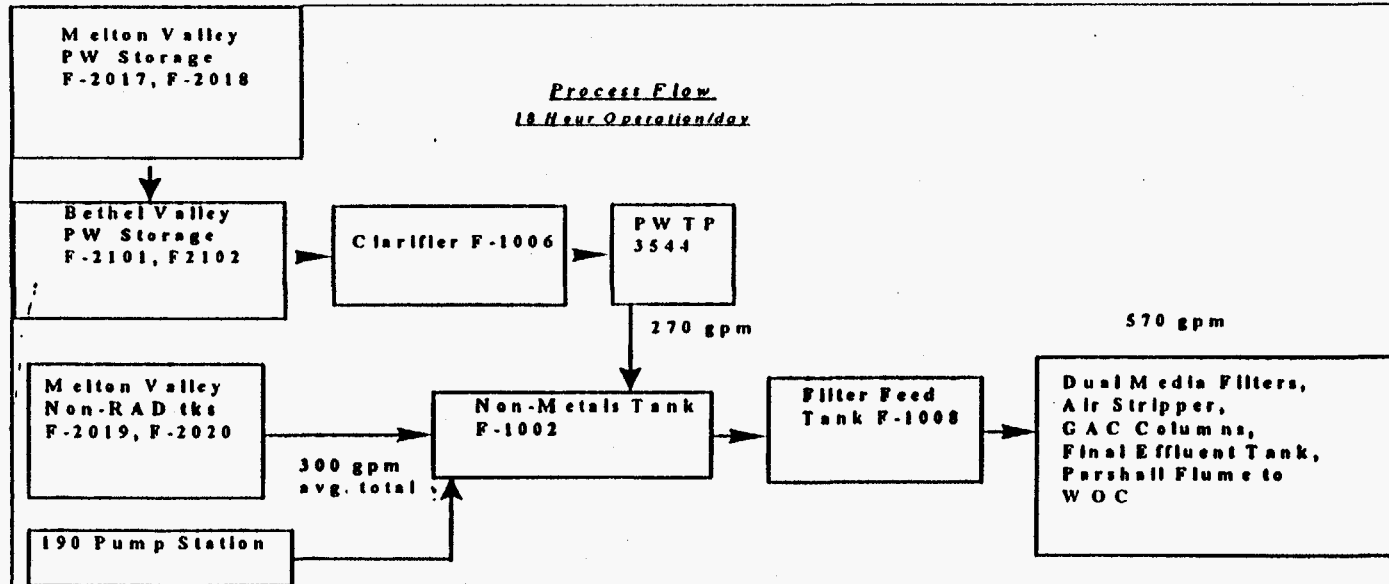 Melton Valley
PW Storage
F-2017, F-2018
Process Flow
18 Hour Operation/day
Bethel Valley
PW Storage
F-2101, F2102
Clarifier F-1006
PWTP
3544
270 gpm
570 gpm
Melton Valley
Non-RAD tks
F-2019, F-2020
300 gpm
avg. total
Non-Metals Tank
F-1002
Filter Feed
Tank F-1008
Dual Media Filters,
Air Stripper,
GAC Columns,
Final Effluent Tank,
Parshall Flume to
WOC
190 Pump Station